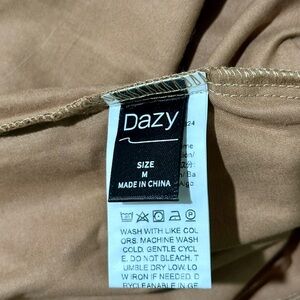 Dazy
SIZE
M
MADE IN CHINA
WASH WITH LIKE COL
ORS. MACHINE WASH
COLD. GENTLE CYCL
E. DO NOT BLEACH. T
UMBLE DRY LOW. LO
W IRON IF NEEDED. D
RYCLEANABLE IN GE